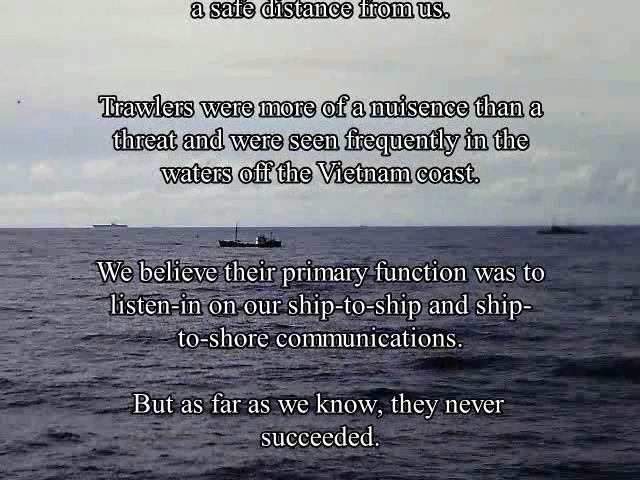 a safe distance from us.
Trawlers were more of a nuisence than a
threat and were seen frequently in the
waters off the Vietnam coast.
We believe their primary function was to
listen-in on our ship-to-ship and ship-
to-shore communications.
But as far as we know, they never
succeeded.